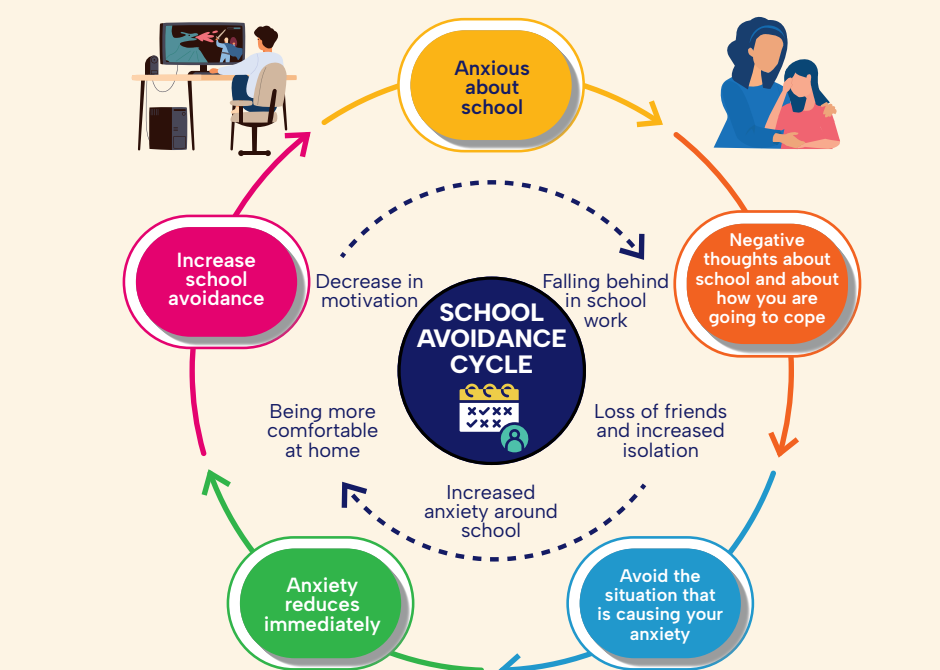 Anxious
about
school
Negative
thoughts about
school and about
how you are
going to cope
Avoid the
situation that
is causing your
anxiety
Anxiety
reduces
immediately
Increase
school
avoidance
Decrease in
motivation
Falling behind
in school
work
SCHOOL
AVOIDANCE
CYCLE
Being more
comfortable
at home
Loss of friends
and increased
isolation
Increased
anxiety around
school